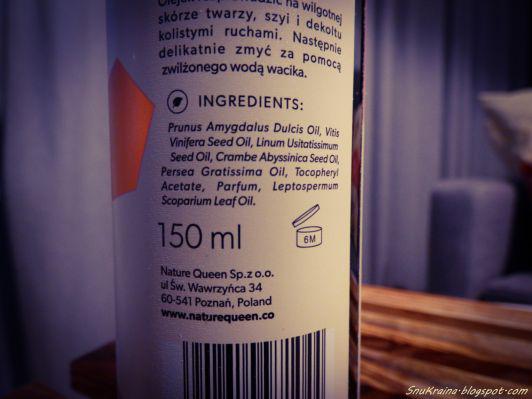 na wilgotnej
skórze twarzy, szyi i dekoltu
kolistymi ruchami. Następnie
delikatnie zmyć za pomocą
zwilżonego wodą wacika.
INGREDIENTS:
Prunus Amygdalus Dulcis Oil, Vitis
Vinifera Seed Oil, Linum Usitatissimum
Seed Oil, Crambe Abyssinica Seed Oil,
Persea Gratissima Oil, Tocopheryl
Acetate, Parfum, Leptospermum
Scoparium Leaf Oil.
150 ml
6M
Nature Queen Sp.z o.o.
ul Św. Wawrzyńca 34
60-541 Poznań, Poland
www.naturequeen.co
SnuKraina.blogspot.com